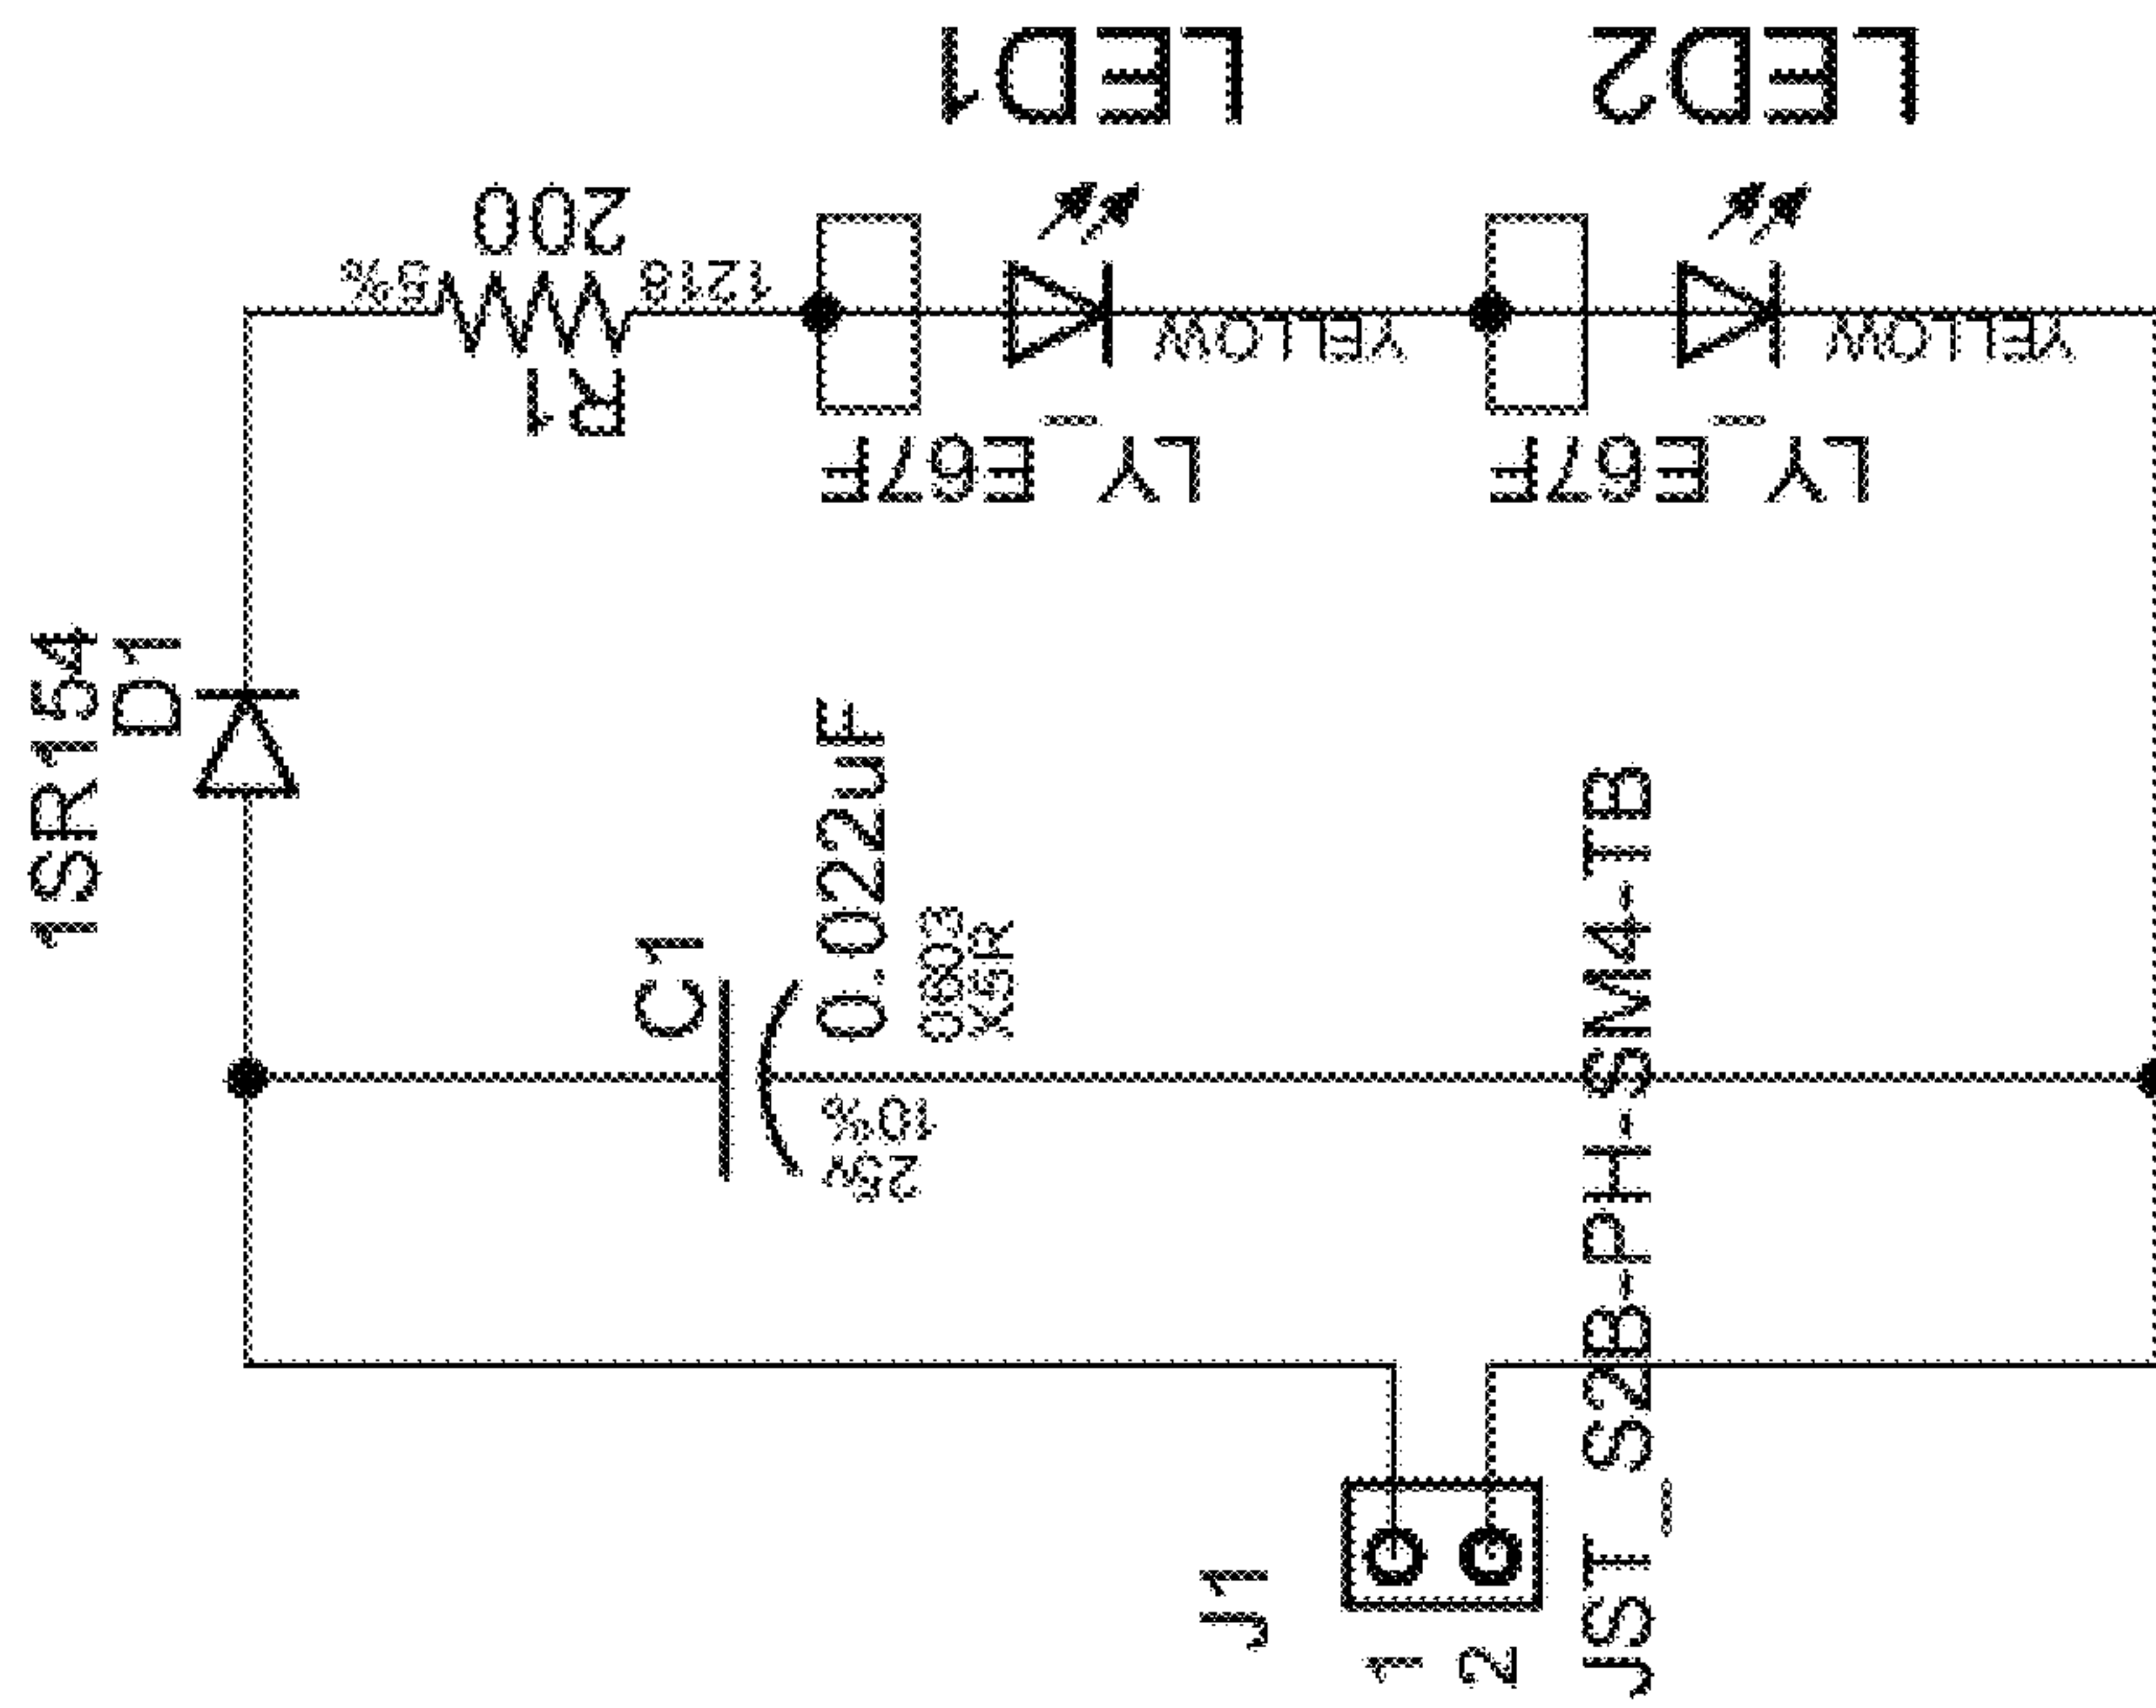 LED1
LED2
200
5%
1218
R1
YELLOW
YELLOW
LY_E67F
LY_E67F
1SR154
D1
C1
0.022uF
0603
X5R
10%
25V
JST_S2B-PH-SM4-TB
J1
1
2